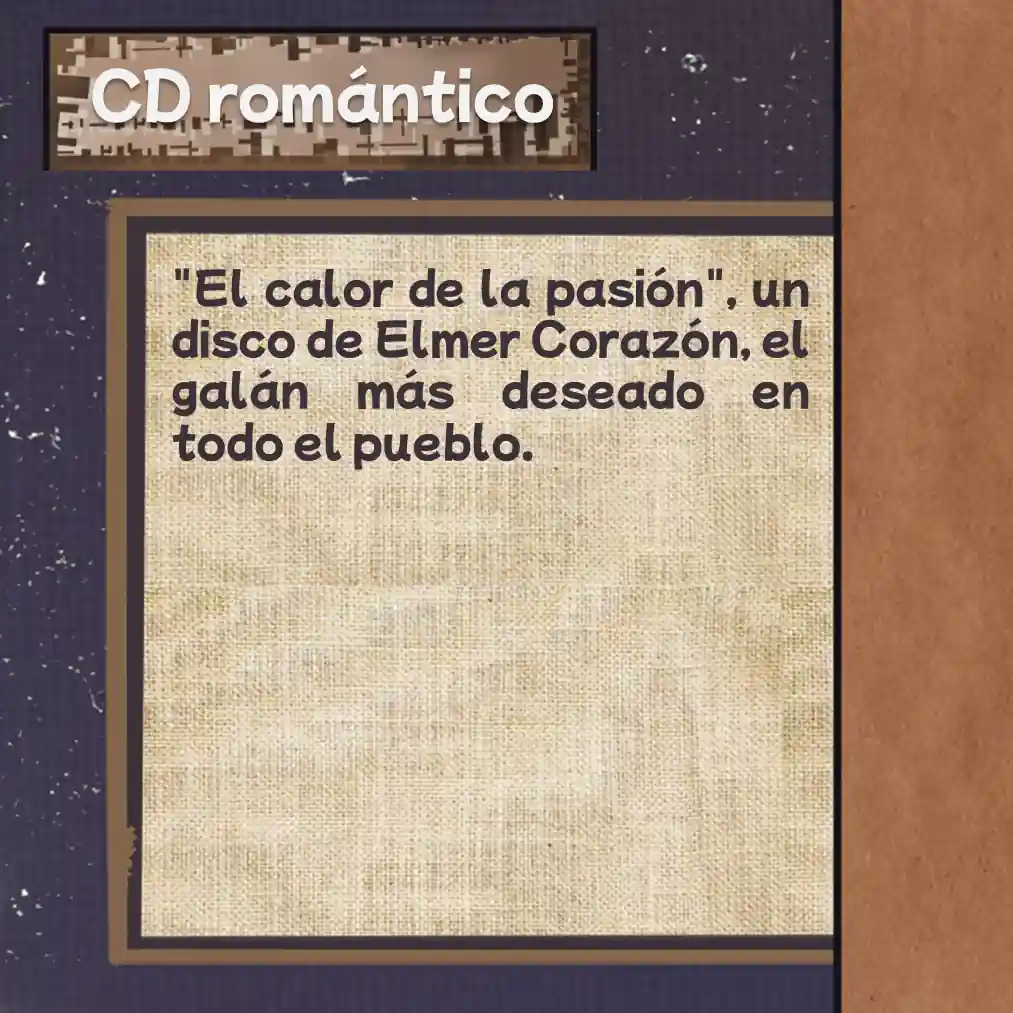 CD romántico
"El calor de la pasión", un
disco de Elmer Corazón, el
galán más deseado en
todo el pueblo.